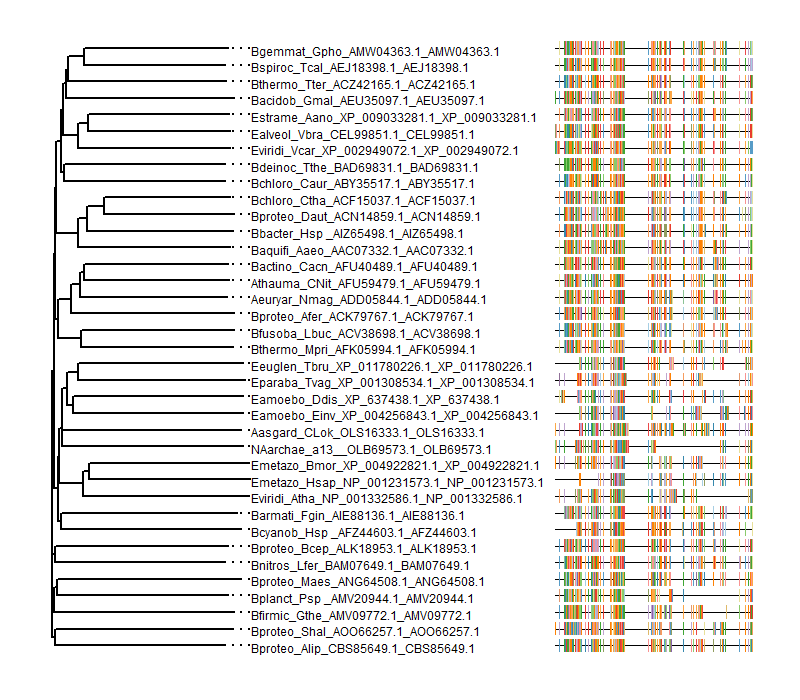 Bgemmat_Gpho_AMW04363.1_AMW04363.1
Bspiroc_Tcal_AEJ18398.1_AEJ18398.1
Bthermo_Tter_ACZ42165.1_ACZ42165.1
Bacidob_Gmal_AEU35097.1_AEU35097.1
Estrame_Aano_XP_009033281.1_XP_009033281.1
Ealveol_Vbra_CEL99851.1_CEL99851.1
Eviridi_Vcar_XP_002949072.1_XP_002949072.1
Bdeinoc_Tthe_BAD69831.1_BAD69831.1
Bchloro_Caur_ABY35517.1_ABY35517.1
Bchloro_Ctha_ACF15037.1_ACF15037.1
Bproteo_Daut_ACN14859.1_ACN14859.1
Bbacter_Hsp_AIZ65498.1_AIZ65498.1
Baquifi_Aaeo_AAC07332.1_AAC07332.1
Bactino_Cacn_AFU40489.1_AFU40489.1
Athauma_CNit_AFU59479.1_AFU59479.1
Aeuryar_Nmag_ADD05844.1_ADD05844.1
Bproteo_Afer_ACK79767.1_ACK79767.1
Bfusoba_Lbuc_ACV38698.1_ACV38698.1
Bthermo_Mpri_AFK05994.1_AFK05994.1
Eeuglen_Tbru_XP_011780226.1_XP_011780226.1
Eparaba_Tvag_XP_001308534.1_XP_001308534.1
Eamoebo_Ddis_XP_637438.1_XP_637438.1
Eamoebo_Einv_XP_004256843.1_XP_004256843.1
Aasgard_CLok_OLS16333.1_OLS16333.1
NAarchae_a13__OLB69573.1_OLB69573.1
Emetazo_Bmor_XP_004922821.1_XP_004922821.1
Emetazo_Hsap_NP_001231573.1_NP_001231573.1
Eviridi_Atha_NP_001332586.1_NP_001332586.1
Barmati_Fgin_AIE88136.1_AIE88136.1
Bcyanob_Hsp _AFZ44603.1_AFZ44603.1
Bproteo_Bcep_ALK18953.1_ALK18953.1
Bnitros_Lfer_BAM07649.1_BAM07649.1
Bproteo_Maes_ANG64508.1_ANG64508.1
Bplanct_Psp _AMV20944.1_AMV20944.1
Bfirmic_Gthe_AMV09772.1_AMV09772.1
Bproteo_Shal_AOO66257.1_AOO66257.1
Bproteo_Alip_CBS85649.1_CBS85649.1